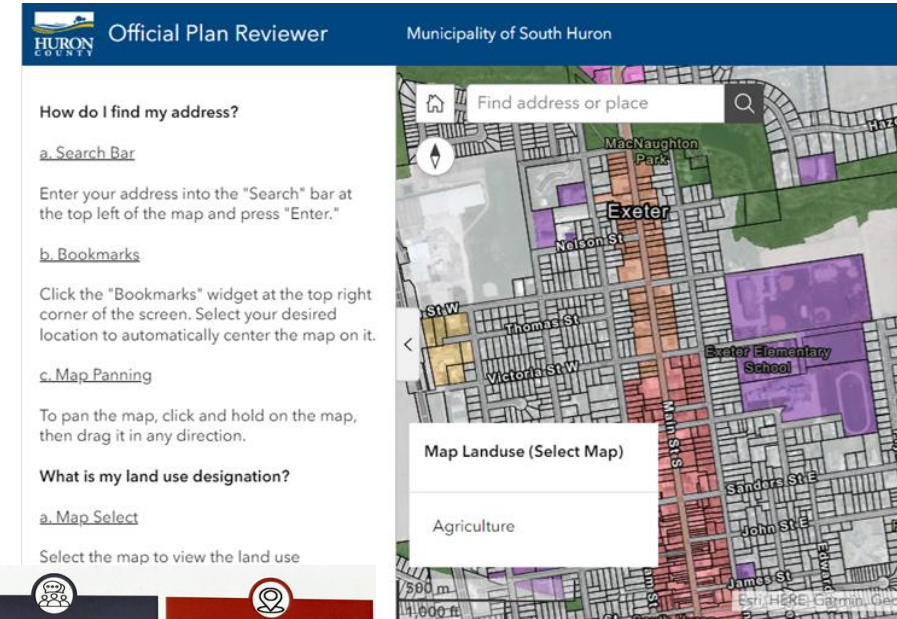 HURON
COUNTY
Official Plan Reviewer
Municipality of South Huron
How do I find my address?
a. Search Bar
Enter your address into the "Search" bar at
the top left of the map and press "Enter."
b. Bookmarks
Click the "Bookmarks" widget at the top right
corner of the screen. Select your desired
location to automatically center the map on it.
c. Map Panning
To pan the map, click and hold on the map,
then drag it in any direction.
What is my land use designation?
a. Map Select
Select the map to view the land use
Find address or place
MacNaughton
Park
Exeter
Nelson St
St W
Thomas St
Victoria St W
Exeter Elementary
School
Main St S
Map Landuse (Select Map)
Agriculture
Sanders St E
John St E
James St
Edward
500 m
1,000 ft
Esri, HERE, Garmin, Geo